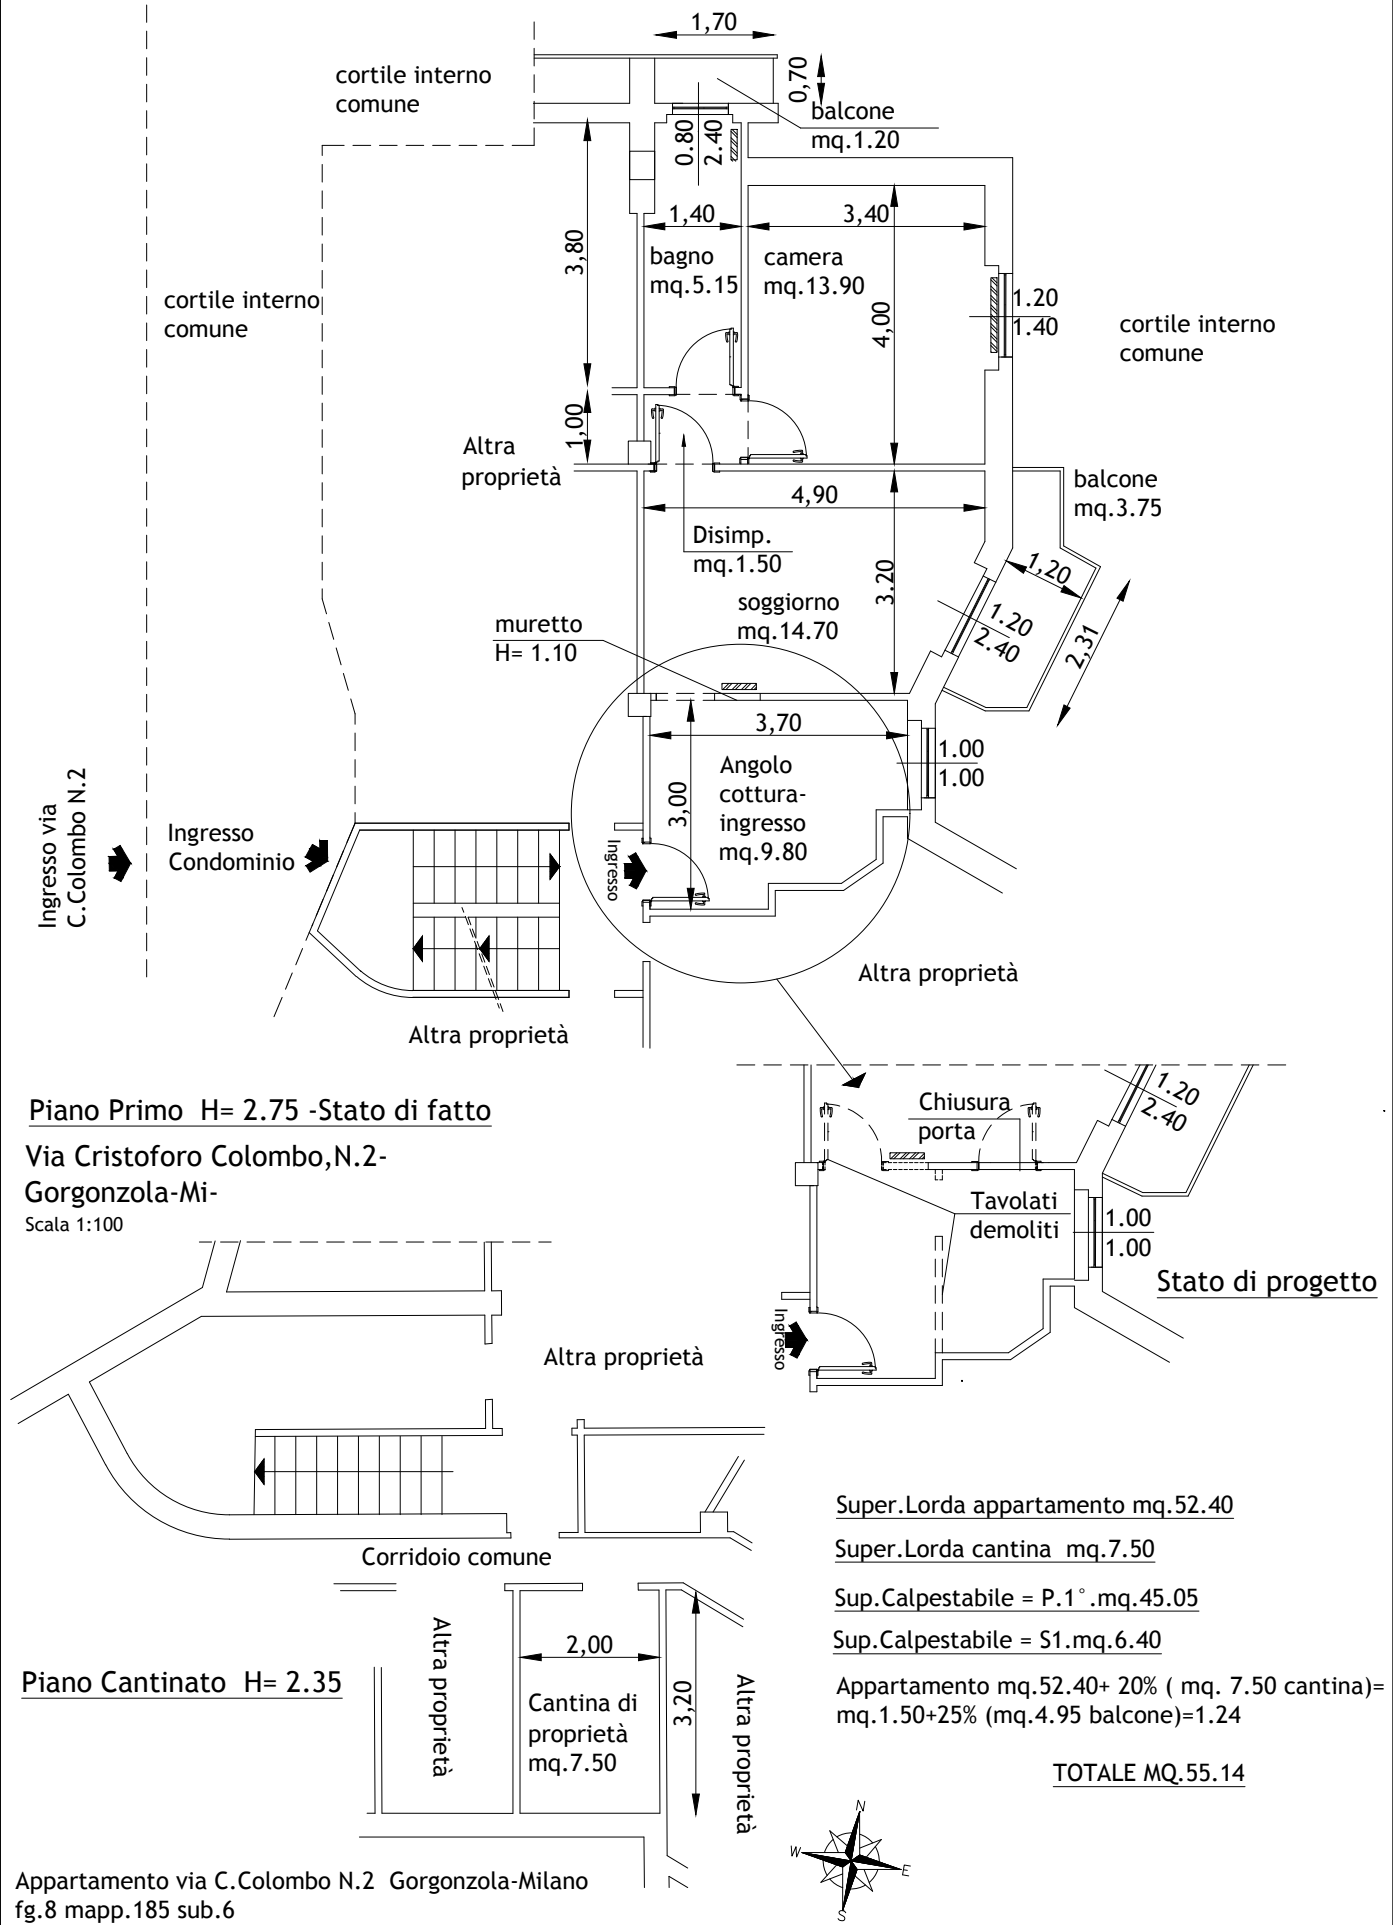 1,70
cortile interno
comune
0,70
balcone
mq.1.20
0.80
2.40
1,40
3,40
3,80
bagno
mq.5.15
camera
mq.13.90
cortile interno
comune
4,00
1.20
1.40
cortile interno
comune
1,00
Altra
proprietà
4,90
balcone
mq.3.75
Disimp.
mq.1.50
3.20
1,20
soggiorno
mq.14.70
1.20
2.40
2,31
muretto
H= 1.10
3,70
1.00
1.00
3,00
Angolo
cottura-
ingresso
mq.9.80
Ingresso via
C.Colombo N.2
Ingresso
Condominio
Ingresso
Altra proprietà
Altra proprietà
Piano Primo H= 2.75 -Stato di fatto
Via Cristoforo Colombo,N.2-
Gorgonzola-Mi-
Scala 1:100
Chiusura
porta
1.20
2.40
Tavolati
demoliti
1.00
1.00
Stato di progetto
Ingresso
Altra proprietà
Corridoio comune
Super.Lorda appartamento mq.52.40
Super.Lorda cantina mq.7.50
Sup.Calpestabile = P.1°.mq.45.05
Sup.Calpestabile = S1.mq.6.40
Appartamento mq.52.40+ 20% ( mq. 7.50 cantina)=
mq.1.50+25% (mq.4.95 balcone)=1.24
TOTALE MQ.55.14
Piano Cantinato H= 2.35
Altra proprietà
2,00
Cantina di
proprietà
mq.7.50
3,20
Altra proprietà
N
W
E
S
Appartamento via C.Colombo N.2 Gorgonzola-Milano
fg.8 mapp.185 sub.6